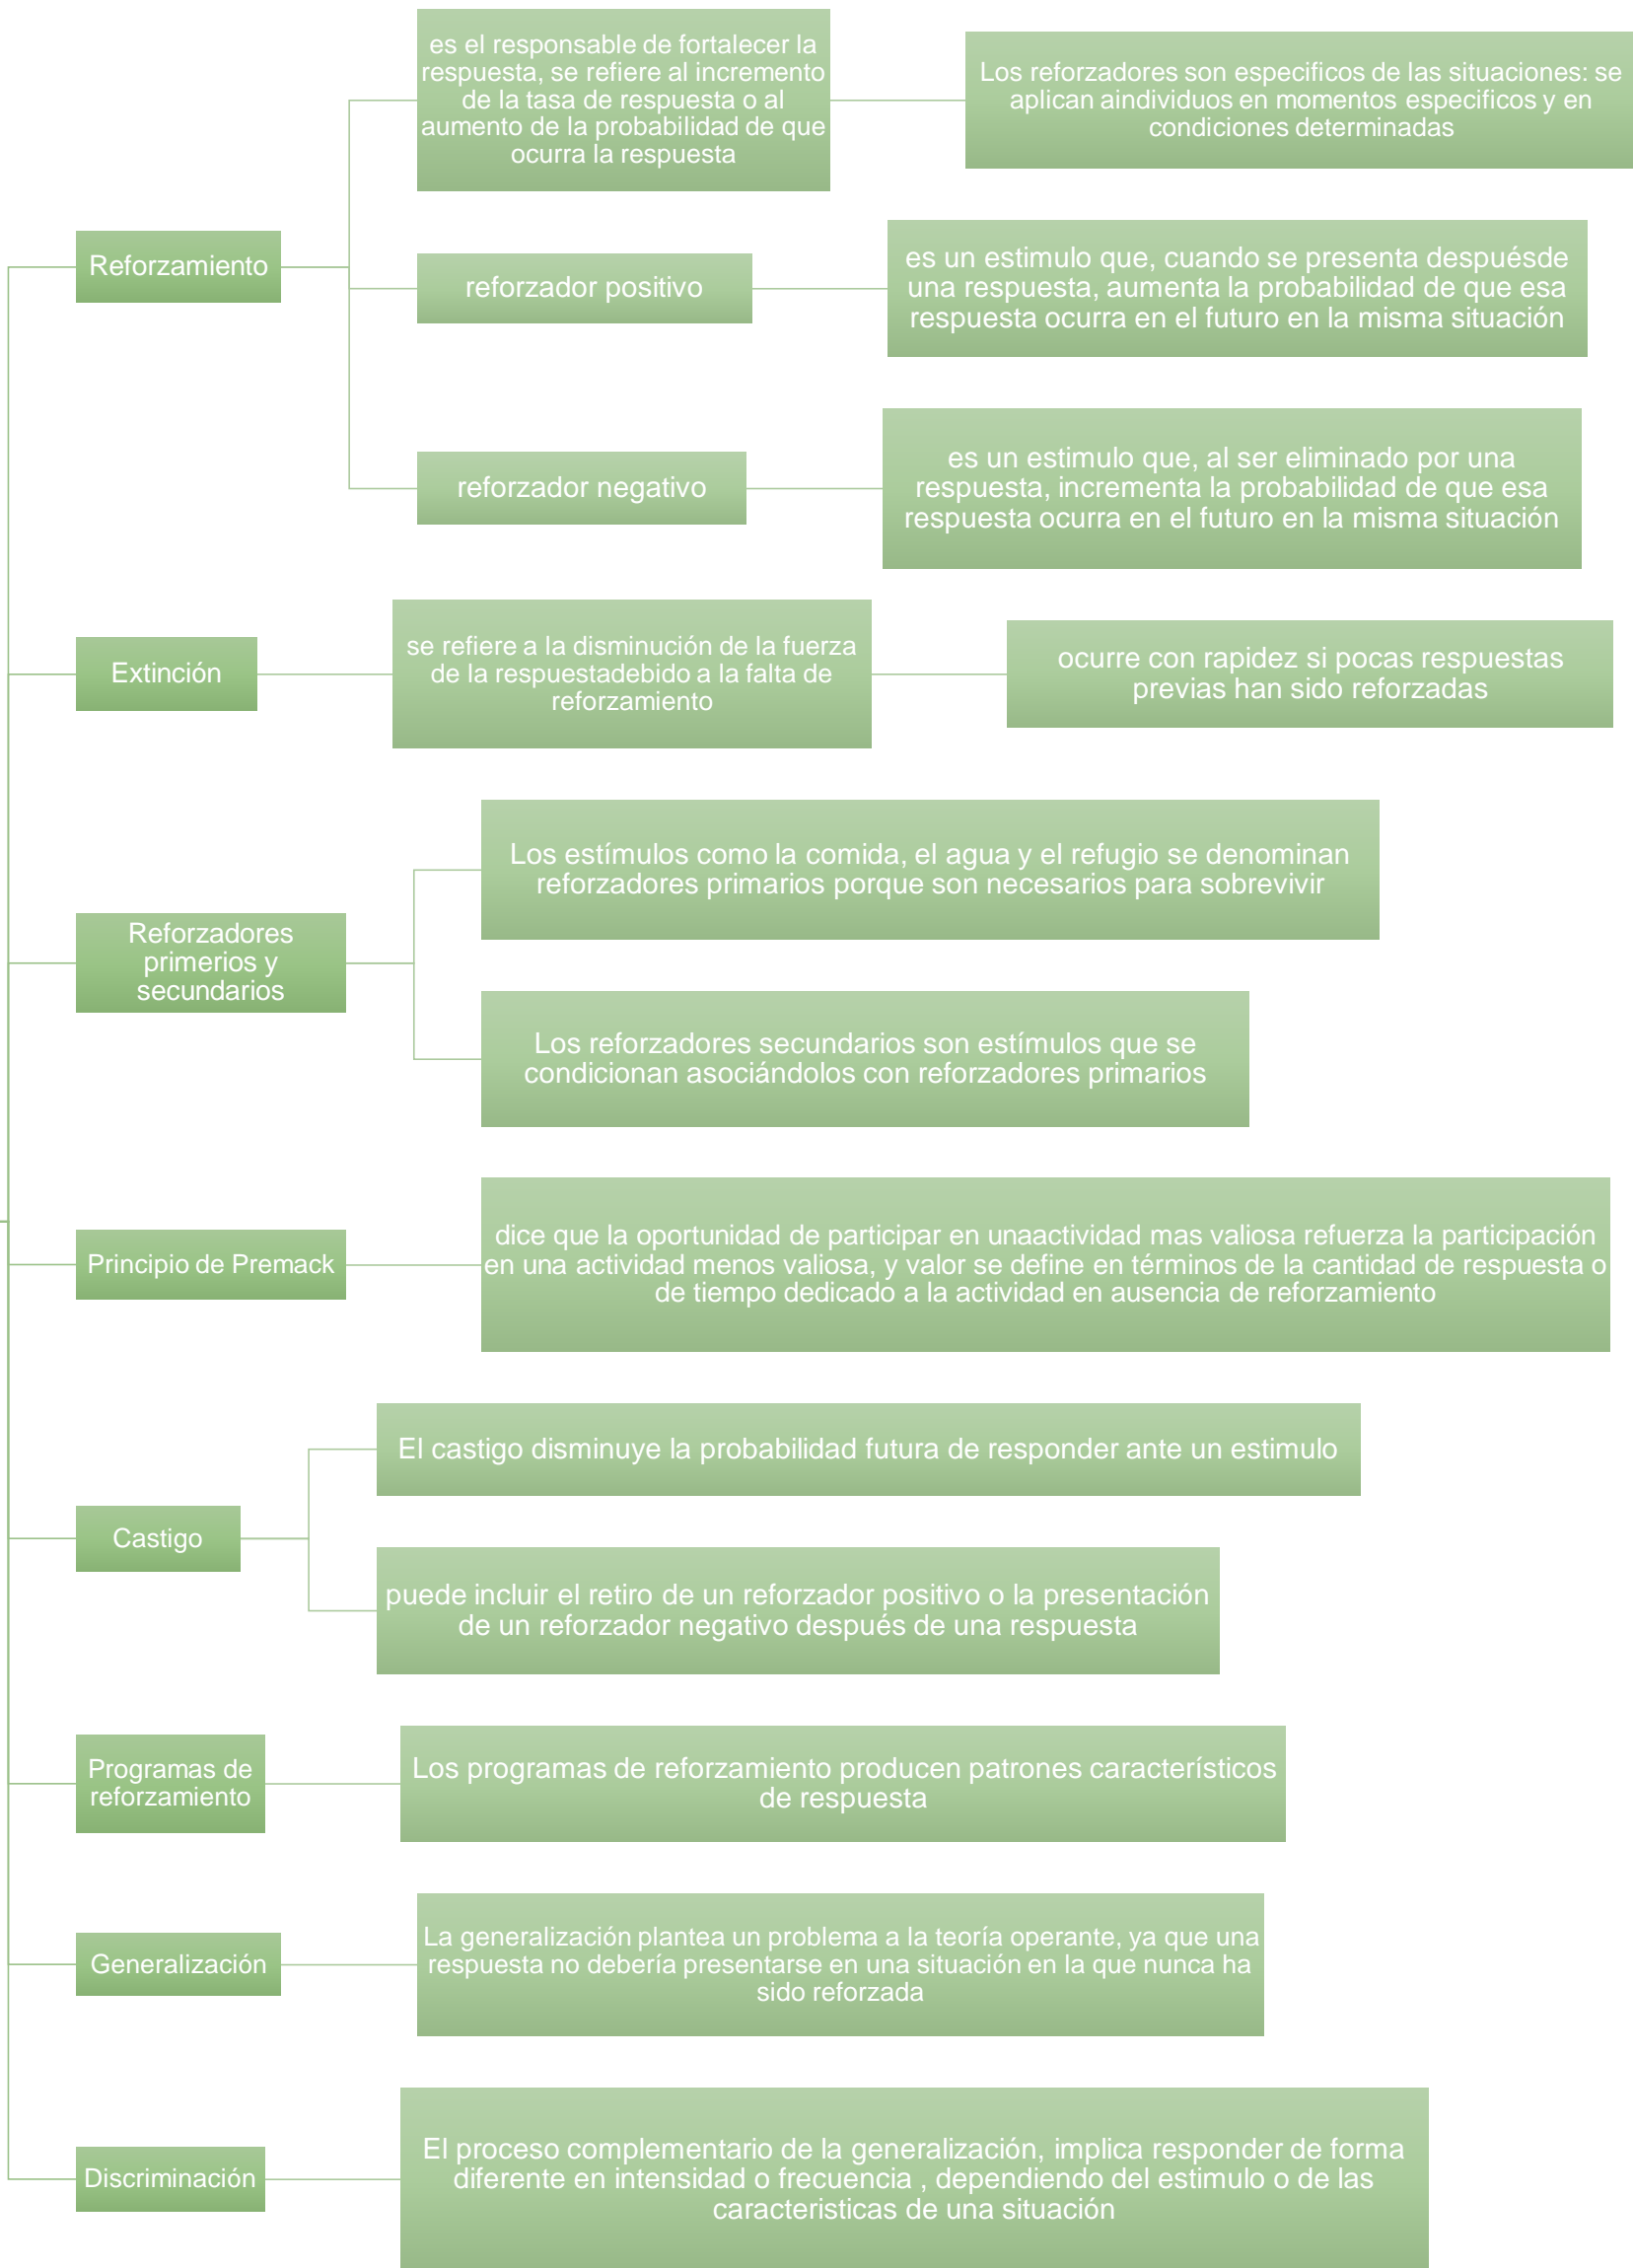 es el responsable de fortalecer la
respuesta, se refiere al incremento
de la tasa de respuesta o al
aumento de la probabilidad de que
ocurra la respuesta
Los reforzadores son especificos de las situaciones: se
aplican aindividuos en momentos especificos y en
condiciones determinadas
Reforzamiento
reforzador positivo
es un estimulo que, cuando se presenta despuésde
una respuesta, aumenta la probabilidad de que esa
respuesta ocurra en el futuro en la misma situación
reforzador negativo
es un estimulo que, al ser eliminado por una
respuesta, incrementa la probabilidad de que esa
respuesta ocurra en el futuro en la misma situación
Extinción
se refiere a la disminución de la fuerza
de la respuestadebido a la falta de
reforzamiento
ocurre con rapidez si pocas respuestas
previas han sido reforzadas
Reforzadores
primerios y
secundarios
Los estímulos como la comida, el agua y el refugio se denominan
reforzadores primarios porque son necesarios para sobrevivir
Los reforzadores secundarios son estímulos que se
condicionan asociándolos con reforzadores primarios
Principio de Premack
dice que la oportunidad de participar en unaactividad mas valiosa refuerza la participación
en una actividad menos valiosa, y valor se define en términos de la cantidad de respuesta o
de tiempo dedicado a la actividad en ausencia de reforzamiento
Castigo
El castigo disminuye la probabilidad futura de responder ante un estimulo
puede incluir el retiro de un reforzador positivo o la presentación
de un reforzador negativo después de una respuesta
Programas de
reforzamiento
Los programas de reforzamiento producen patrones característicos
de respuesta
Generalización
La generalización plantea un problema a la teoría operante, ya que una
respuesta no debería presentarse en una situación en la que nunca ha
sido reforzada
Discriminación
El proceso complementario de la generalización, implica responder de forma
diferente en intensidad o frecuencia , dependiendo del estimulo o de las
caracteristicas de una situación